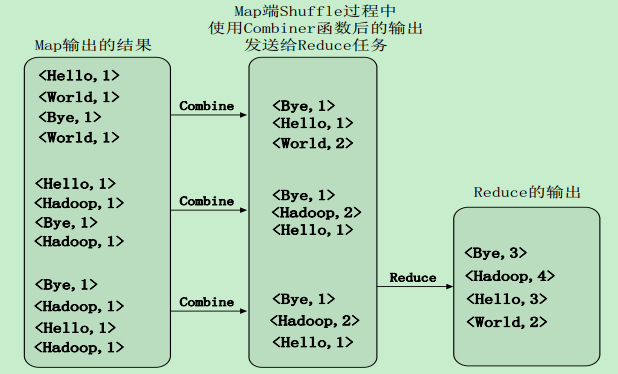 Map输出的结果
<Hello,1>
<World,1>
<Bye,1>
<World,1>
<Hello,1>
<Hadoop,1>
<Bye,1>
<Hadoop,1>
<Bye,1>
<Hadoop,1>
<Hello,1>
<Hadoop,1>
Combine
Combine
Combine
Map端Shuffle过程中
使用Combiner函数后的输出
发送给Reduce任务
<Bye,1>
<Hello,1>
<World,2>
<Bye,1>
<Hadoop,2>
<Hello,1>
<Bye,1>
<Hadoop,2>
<Hello,1>
Reduce
Reduce的输出
<Bye,3>
<Hadoop,4>
<Hello,3>
<World,2>